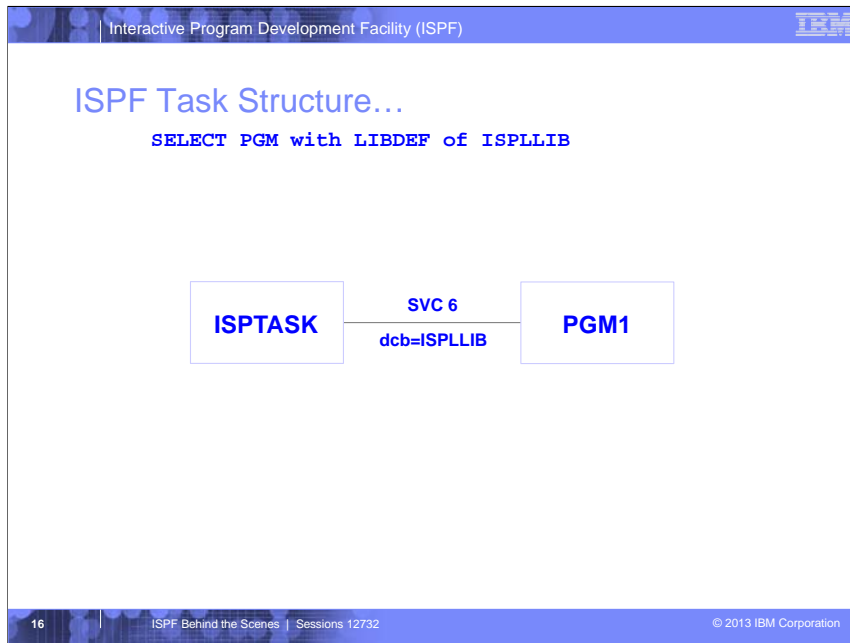 Interactive Program Development Facility (ISPF)
IBM
ISPF Task Structure…
SELECT PGM with LIBDEF of ISPLLIB
ISPTASK
SVC 6
dcb=ISPLLIB
PGM1
16
ISPF Behind the Scenes | Sessions 12732
© 2013 IBM Corporation